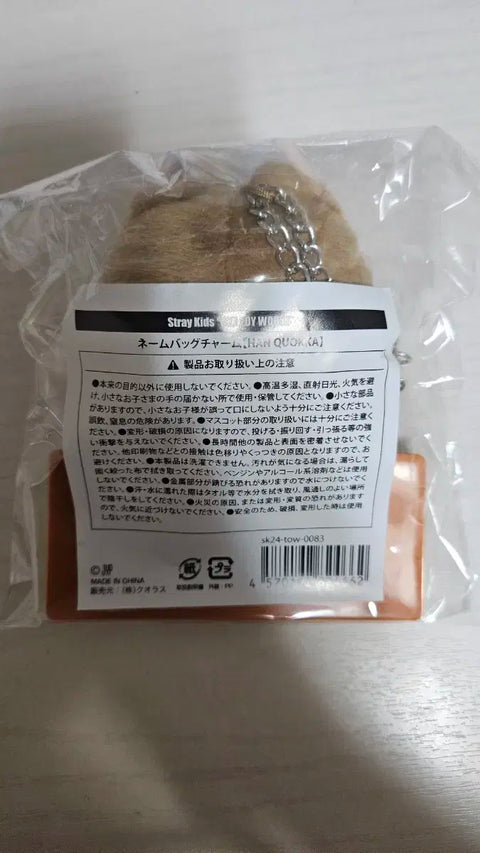 Stray Kids
ネームバッグチャーム【HAN QUOKKA】
⚠ 製品お取り扱い上の注意
●本来の目的以外に使用しないでください。●高温多湿、直射日光、火気を避
け、小さなお子さまの手の届かない所で使用・保管してください。●小さな部品
がありますので、小さなお子様が誤って口にしないよう十分にご注意ください。
誤飲、窒息の危険があります。●マスコット部分の取り扱いには十分ご注意くださ
い。●変形・破損の原因になりますので、投げる・振り回す・引っ張る等の強
い衝撃を与えないでください。●長時間他の製品と表面を密着させないでくだ
さい。他印刷物などとの接触は色移りやくっつきの原因となりますので、お
避けください。●本製品は洗濯できません。汚れが気になる場合は、濡らして
固く絞った布で拭き取ってください。ベンジンやアルコール系溶剤などは使用
しないでください。●金属部分が錆びる恐れがありますので水につけないでく
ださい。●汗・水に濡れた際はタオル等で水分を拭き取り、風通しのよい場所
で陰干しをしてください。●火災の原因、または変形・変質の恐れがあります
ので、火気に近づけないでください。●安全のため、破損、変形した時は使用
しないでください。
sk24-tow-0083
©JYP
MADE IN CHINA
販売元：(株)クオラス
紙
プラ
外装：PP